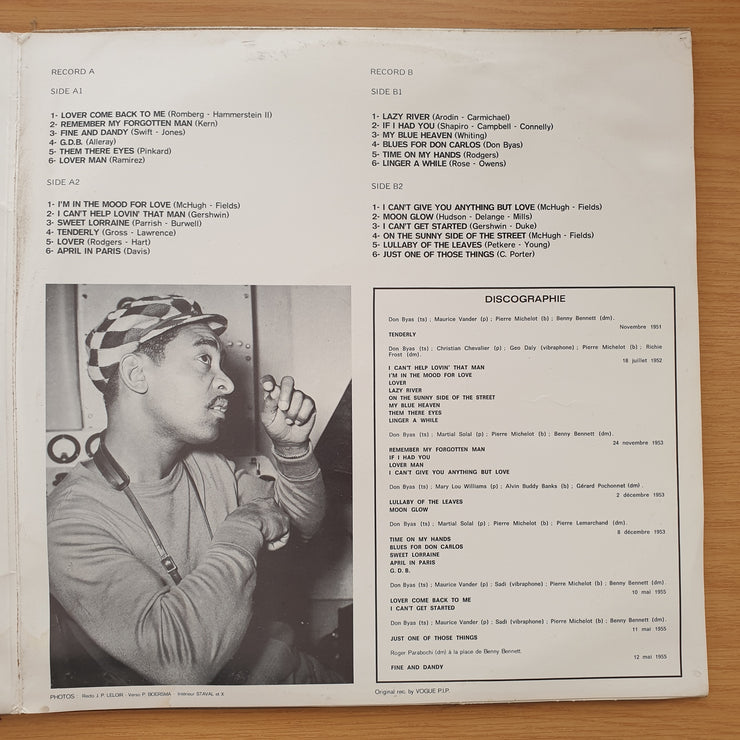 RECORD A
SIDE A1
1- LOVER COME BACK TO ME (Romberg - Hammerstein II)
2- REMEMBER MY FORGOTTEN MAN (Kern)
3- FINE AND DANDY (Swift - Jones)
4- G.D.B. (Alleray)
5- THEM THERE EYES (Pinkard)
6- LOVER MAN (Ramirez)
SIDE A2
1- I'M IN THE MOOD FOR LOVE (McHugh - Fields)
2- I CAN'T HELP LOVIN' THAT MAN (Gershwin)
3- SWEET LORRAINE (Parrish - Burwell)
4- TENDERLY (Gross - Lawrence)
5- LOVER (Rodgers - Hart)
6- APRIL IN PARIS (Davis)
RECORD B
SIDE B1
1- LAZY RIVER (Arodin - Carmichael)
2- IF I HAD YOU (Shapiro - Campbell - Connelly)
3- MY BLUE HEAVEN (Whiting)
4- BLUES FOR DON CARLOS (Don Byas)
5- TIME ON MY HANDS (Rodgers)
6- LINGER A WHILE (Rose - Owens)
SIDE B2
1- I CAN'T GIVE YOU ANYTHING BUT LOVE (McHugh - Fields)
2- MOON GLOW (Hudson - Delange - Mills)
3- I CAN'T GET STARTED (Gershwin - Duke)
4- ON THE SUNNY SIDE OF THE STREET (McHugh - Fields)
5- LULLABY OF THE LEAVES (Petkere - Young)
6- JUST ONE OF THOSE THINGS (C. Porter)
DISCOGRAPHIE
Don Byas (ts) ; Maurice Vander (p) ; Pierre Michelot (b) ; Benny Bennett (dm).
Novembre 1951
TENDERLY
Don Byas (ts) ; Christian Chevalier (p) ; Geo Daly (vibraphone) ; Pierre Michelot (b) ; Richie
Frost (dm).
18 juillet 1952
I CAN'T HELP LOVIN' THAT MAN
I'M IN THE MOOD FOR LOVE
LOVER
LAZY RIVER
ON THE SUNNY SIDE OF THE STREET
MY BLUE HEAVEN
THEM THERE EYES
LINGER A WHILE
Don Byas (ts) ; Martial Solal (p) ; Pierre Michelot (b) ; Benny Bennett (dm).
24 novembre 1953
REMEMBER MY FORGOTTEN MAN
IF I HAD YOU
LOVER MAN
I CAN'T GIVE YOU ANYTHING BUT LOVE
Don Byas (ts) ; Mary Lou Williams (p) ; Alvin Buddy Banks (b) ; Gérard Pochonnet (dm) .
2 décembre 1953
LULLABY OF THE LEAVES
MOON GLOW
Don Byas (ts) ; Martial Solal (p) ; Pierre Michelot (b) ; Pierre Lemarchand (dm).
8 décembre 1953
TIME ON MY HANDS
BLUES FOR DON CARLOS
SWEET LORRAINE
APRIL IN PARIS
G. D. B.
Don Byas (ts) ; Maurice Vander (p) ; Sadi (vibraphone) ; Pierre Michelot (b) ; Benny Bennett (dm)
10 mai 1955
LOVER COME BACK TO ME
I CAN'T GET STARTED
Don Byas (ts) ; Maurice Vander (p) ; Sadi (vibraphone) ; Pierre Michelot (b) ; Benny Bennett (dm).
11 mai 1955
JUST ONE OF THOSE THINGS
Roger Parabochi (dm) à la place de Benny Bennett.
12 mai 1955
FINE AND DANDY
PHOTOS : Recto J. P. LELOIR - Verso P. BOERSMA - Intérieur STAVAL et X
Original rec. by VOGUE P.I.P.